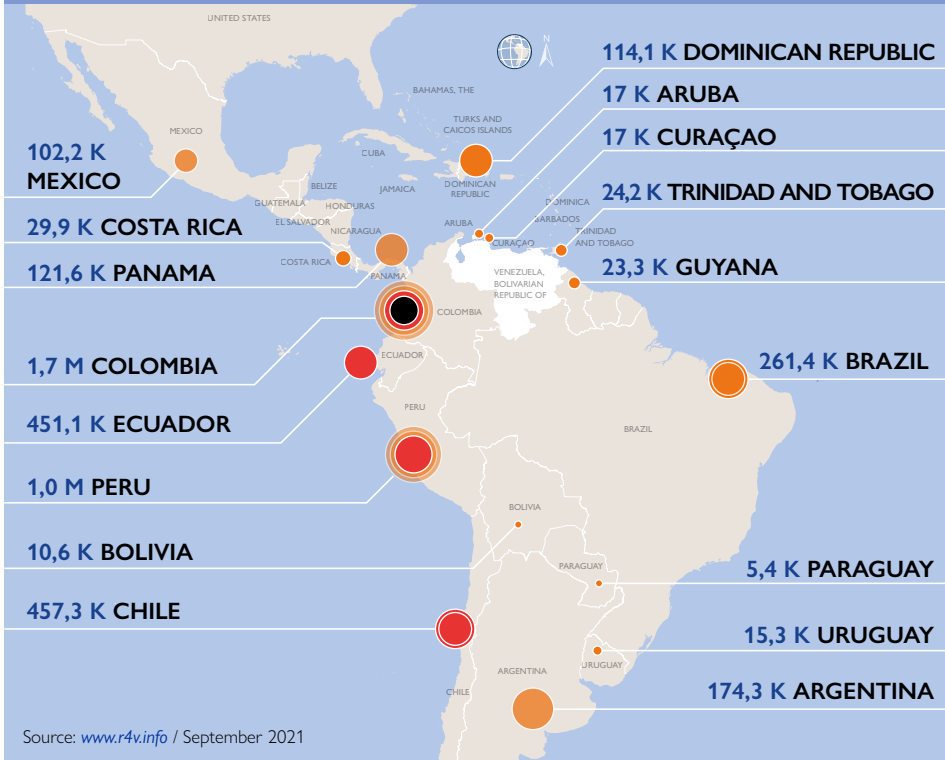 UNITED STATES
N
114,1 K DOMINICAN REPUBLIC
BAHAMAS, THE
17 K ARUBA
TURKS AND
CAICOS ISLANDS
MEXICO
17 K CURAÇAO
102,2 K
MEXICO
CUBA
DOMINICAN
REPUBLIC
BELIZE
JAMAICA
24,2 K TRINIDAD AND TOBAGO
GUATEMALA
HONDURAS
DOMINICA
EL SALVADOR
29,9 K COSTA RICA
NICARAGUA
ARUBA
BARBADOS
CURAÇAO
TRINIDAD
AND TOBAGO
COSTA RICA
121,6 K PANAMA
PANAMA
VENEZUELA,
BOLIVARIAN
REPUBLIC OF
23,3 K GUYANA
COLOMBIA
1,7 M COLOMBIA
ECUADOR
261,4 K BRAZIL
451,1 K ECUADOR
PERU
BRAZIL
1,0 M PERU
BOLIVIA
10,6 K BOLIVIA
PARAGUAY
5,4 K PARAGUAY
457,3 K CHILE
15,3 K URUGUAY
URUGUAY
ARGENTINA
CHILE
174,3 K ARGENTINA
Source: www.r4v.info / September 2021